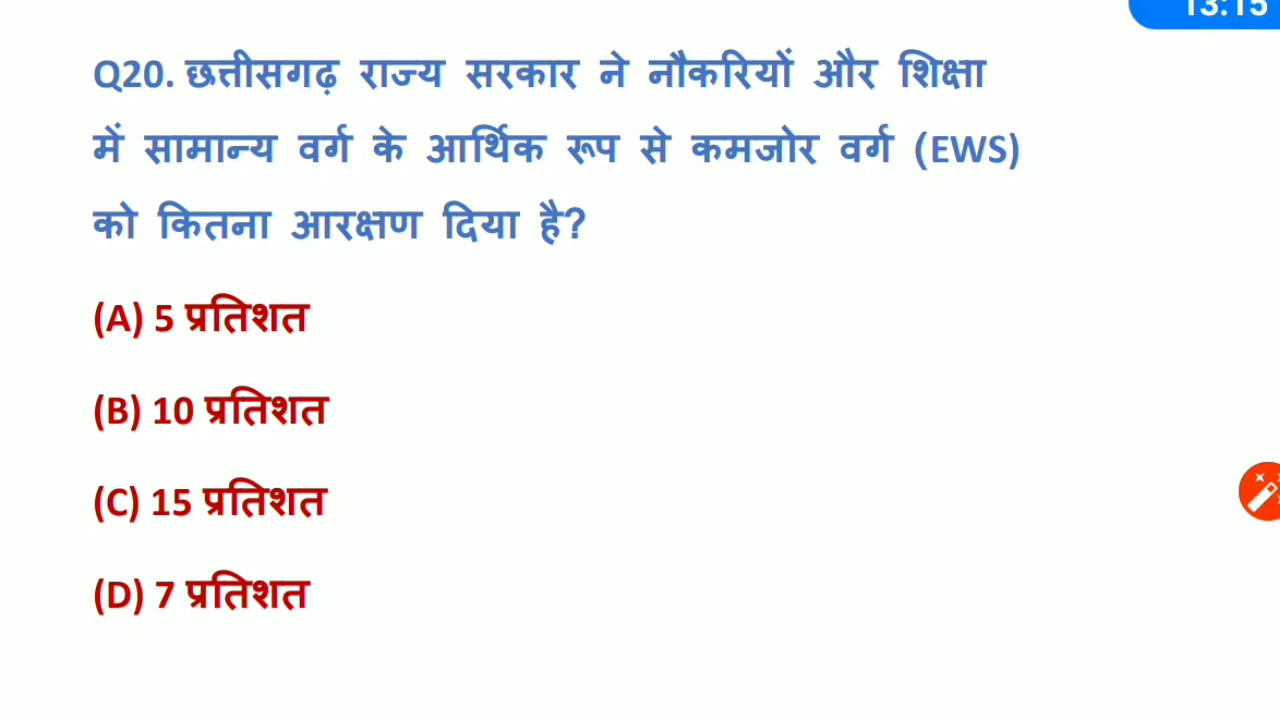 13:15
Q20. छत्तीसगढ़ राज्य सरकार ने नौकरियों और शिक्षा
में सामान्य वर्ग के आर्थिक रूप से कमजोर वर्ग (EWS)
को कितना आरक्षण दिया है?
(A) 5 प्रतिशत
(B) 10 प्रतिशत
(C) 15 प्रतिशत
(D) 7 प्रतिशत